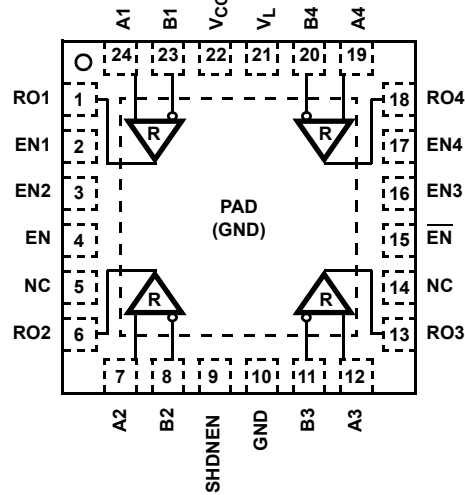 A1 B1 VCC VL B4 A4
24 23 22 21 20 19
RO1 1 R R 18 RO4
EN1 2 17 EN4
EN2 3 PAD 16 EN3
(GND)
EN 4 15 EN
NC 5 14 NC
R R
RO2 6 13 RO3
7 8 9 10 11 12
A2 B2 SHDNEN GND B3 A3